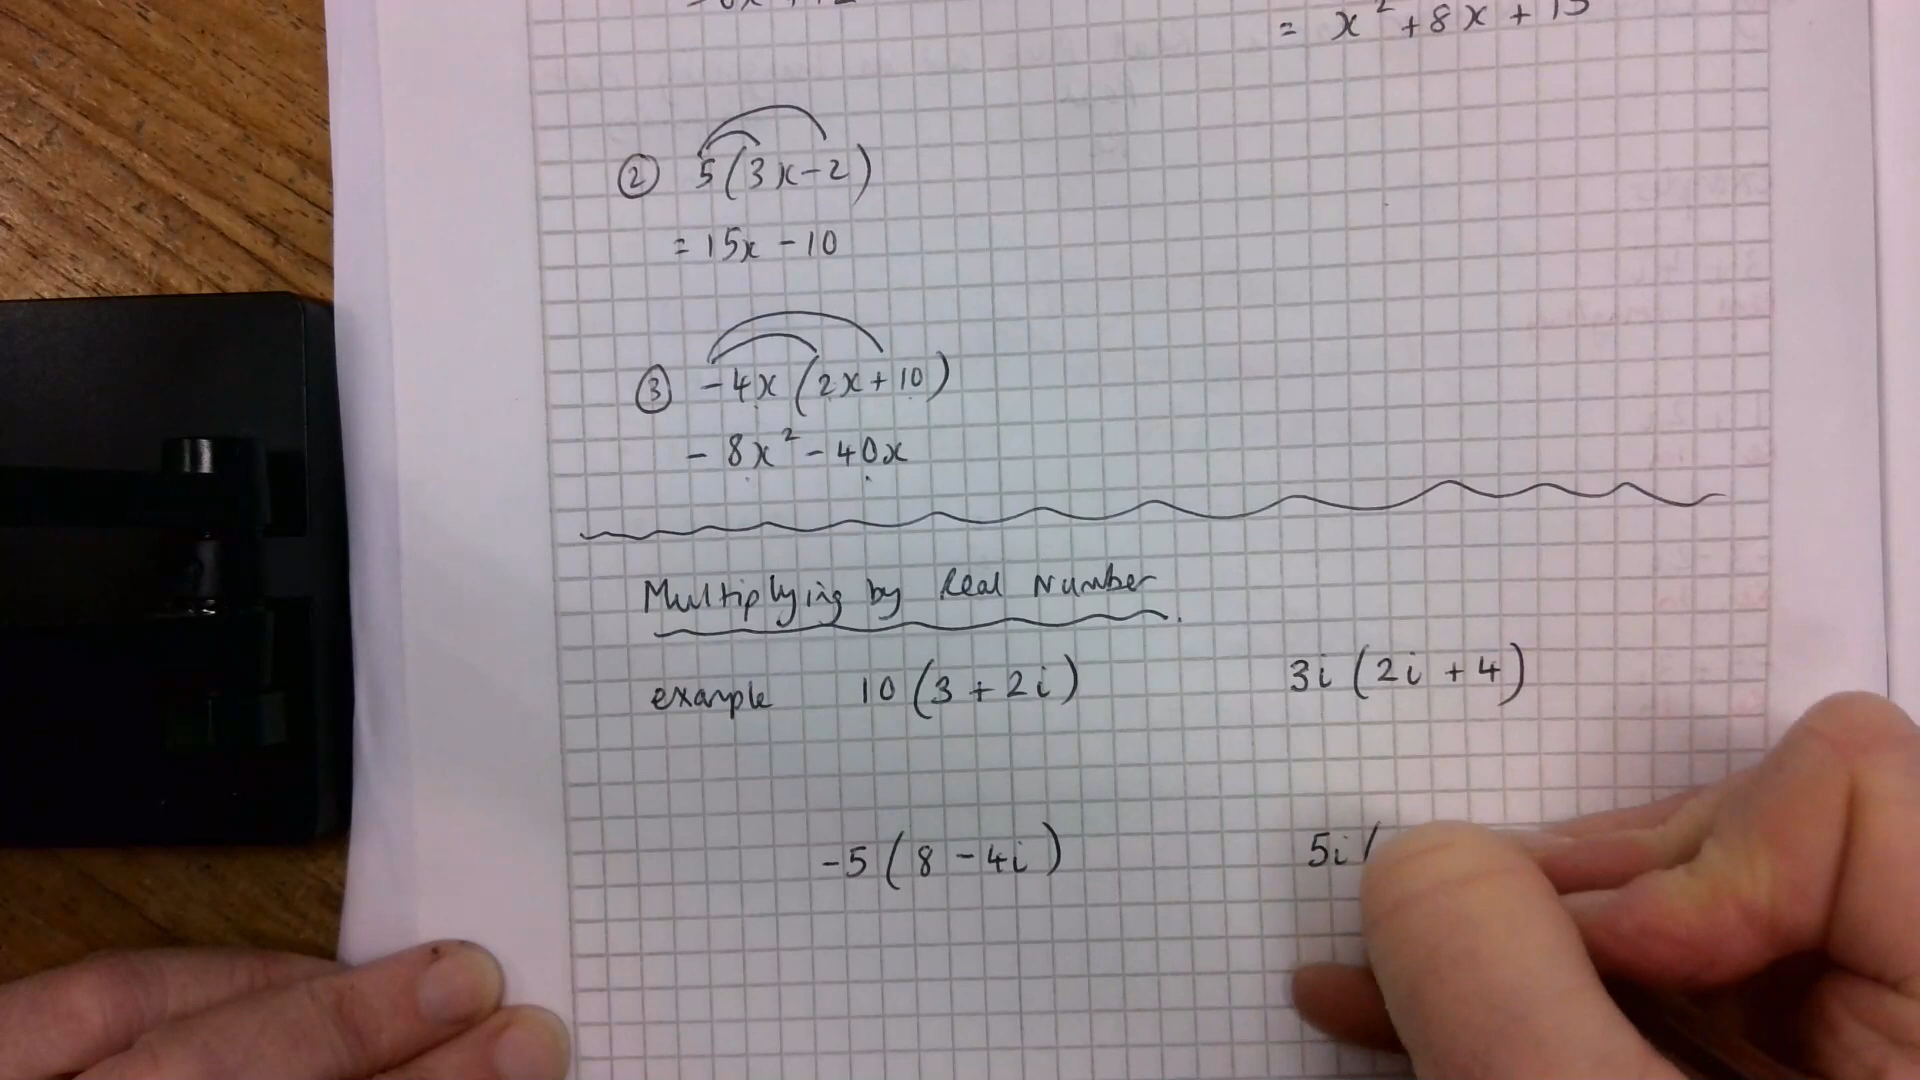 = x² + 8x + 15
② 5(3x-2)
= 15x - 10
③ -4x(2x+10)
- 8x² - 40x
Multiplying by Real Number.
example 10(3 + 2i) 3i(2i + 4)
-5(8 - 4i) 5i(